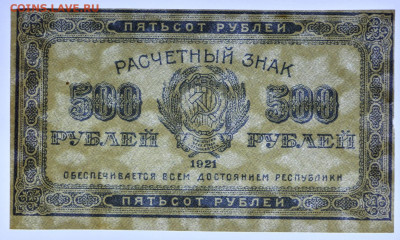 COINS.LAVE.RU
ПЯТЬСОТ РУБЛЕЙ
РАСЧЕТНЫЙ ЗНАК
500 500
РУБЛЕЙ РУБЛЕЙ
1921
ОБЕСПЕЧИВАЕТСЯ ВСЕМ ДОСТОЯНИЕМ РЕСПУБЛИКИ
ПЯТЬСОТ РУБЛЕЙ